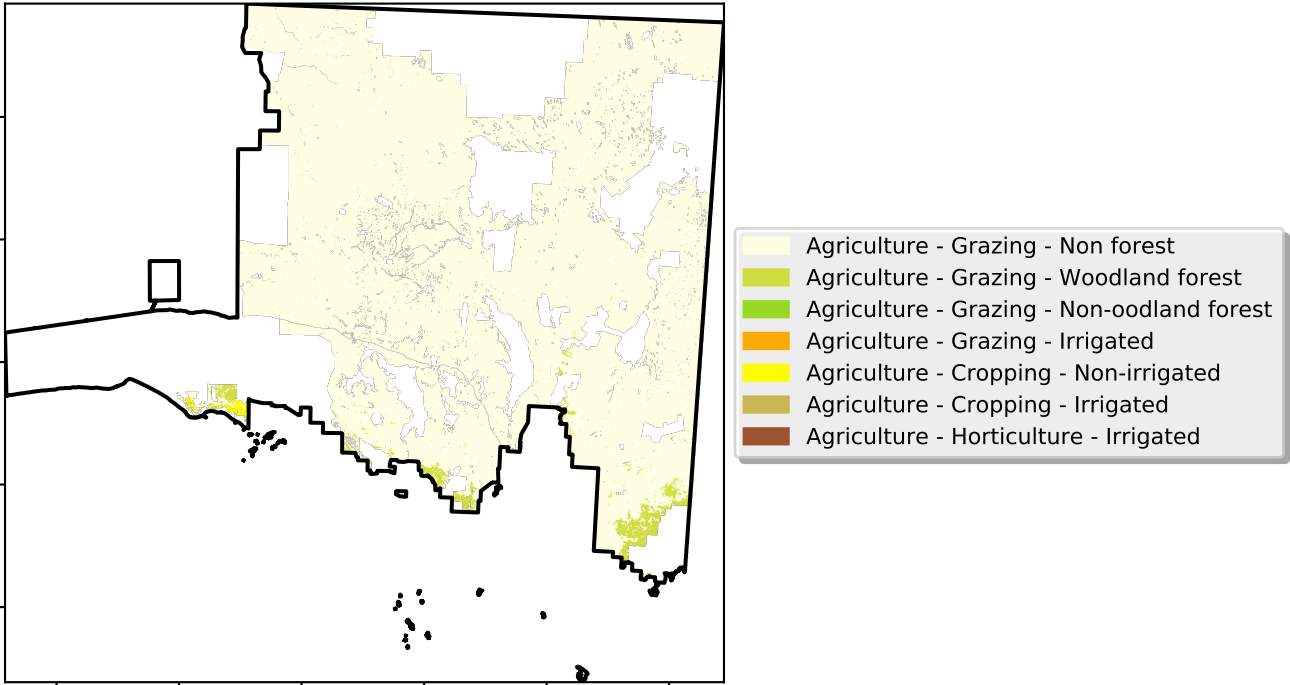 Agriculture - Grazing - Non forest
Agriculture - Grazing - Woodland forest
Agriculture - Grazing - Non-oodland forest
Agriculture - Grazing - Irrigated
Agriculture - Cropping - Non-irrigated
Agriculture - Cropping - Irrigated
Agriculture - Horticulture - Irrigated